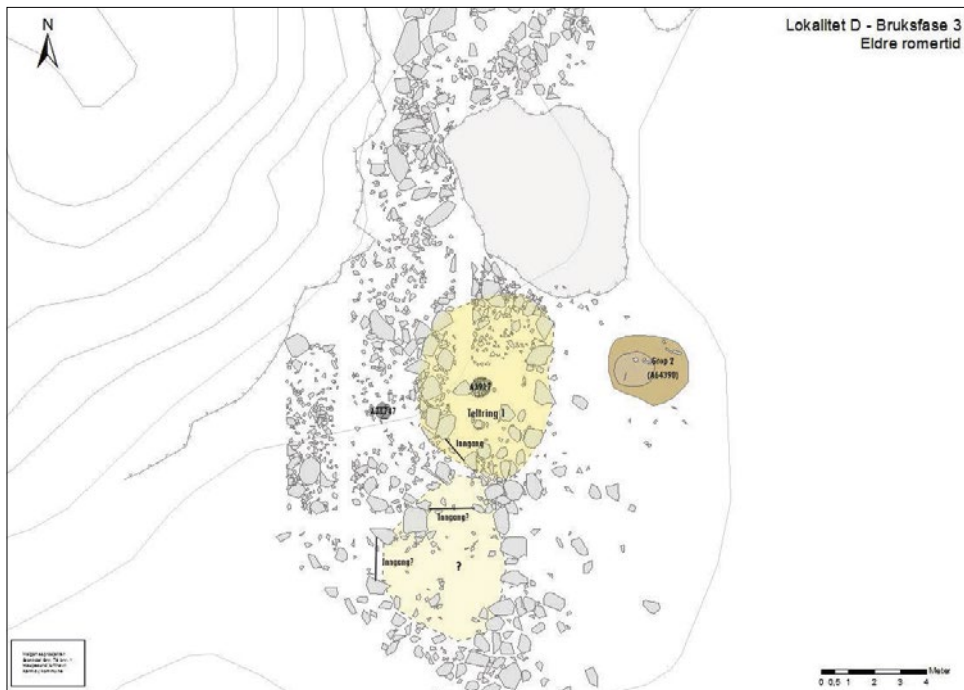 N
Lokalitet D - Bruksfase 3
Eldre romertid
Grop 2
(A64390)
Teltring 1
Inngang
Inngang?
Inngang?
?
0 0,5 1 2 3 4
Meter